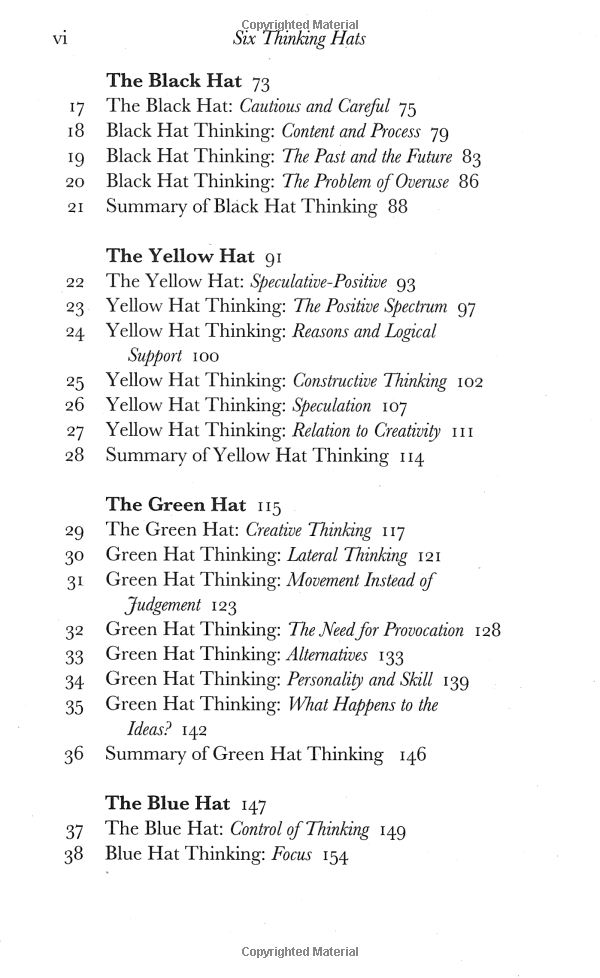 Copyrighted Material
vi Six Thinking Hats
The Black Hat 73
17 The Black Hat: Cautious and Careful 75
18 Black Hat Thinking: Content and Process 79
19 Black Hat Thinking: The Past and the Future 83
20 Black Hat Thinking: The Problem of Overuse 86
21 Summary of Black Hat Thinking 88
The Yellow Hat 91
22 The Yellow Hat: Speculative-Positive 93
23 Yellow Hat Thinking: The Positive Spectrum 97
24 Yellow Hat Thinking: Reasons and Logical
Support 100
25 Yellow Hat Thinking: Constructive Thinking 102
26 Yellow Hat Thinking: Speculation 107
27 Yellow Hat Thinking: Relation to Creativity 111
28 Summary of Yellow Hat Thinking 114
The Green Hat 115
29 The Green Hat: Creative Thinking 117
30 Green Hat Thinking: Lateral Thinking 121
31 Green Hat Thinking: Movement Instead of
Judgement 123
32 Green Hat Thinking: The Need for Provocation 128
33 Green Hat Thinking: Alternatives 133
34 Green Hat Thinking: Personality and Skill 139
35 Green Hat Thinking: What Happens to the
Ideas? 142
36 Summary of Green Hat Thinking 146
The Blue Hat 147
37 The Blue Hat: Control of Thinking 149
38 Blue Hat Thinking: Focus 154
Copyrighted Material